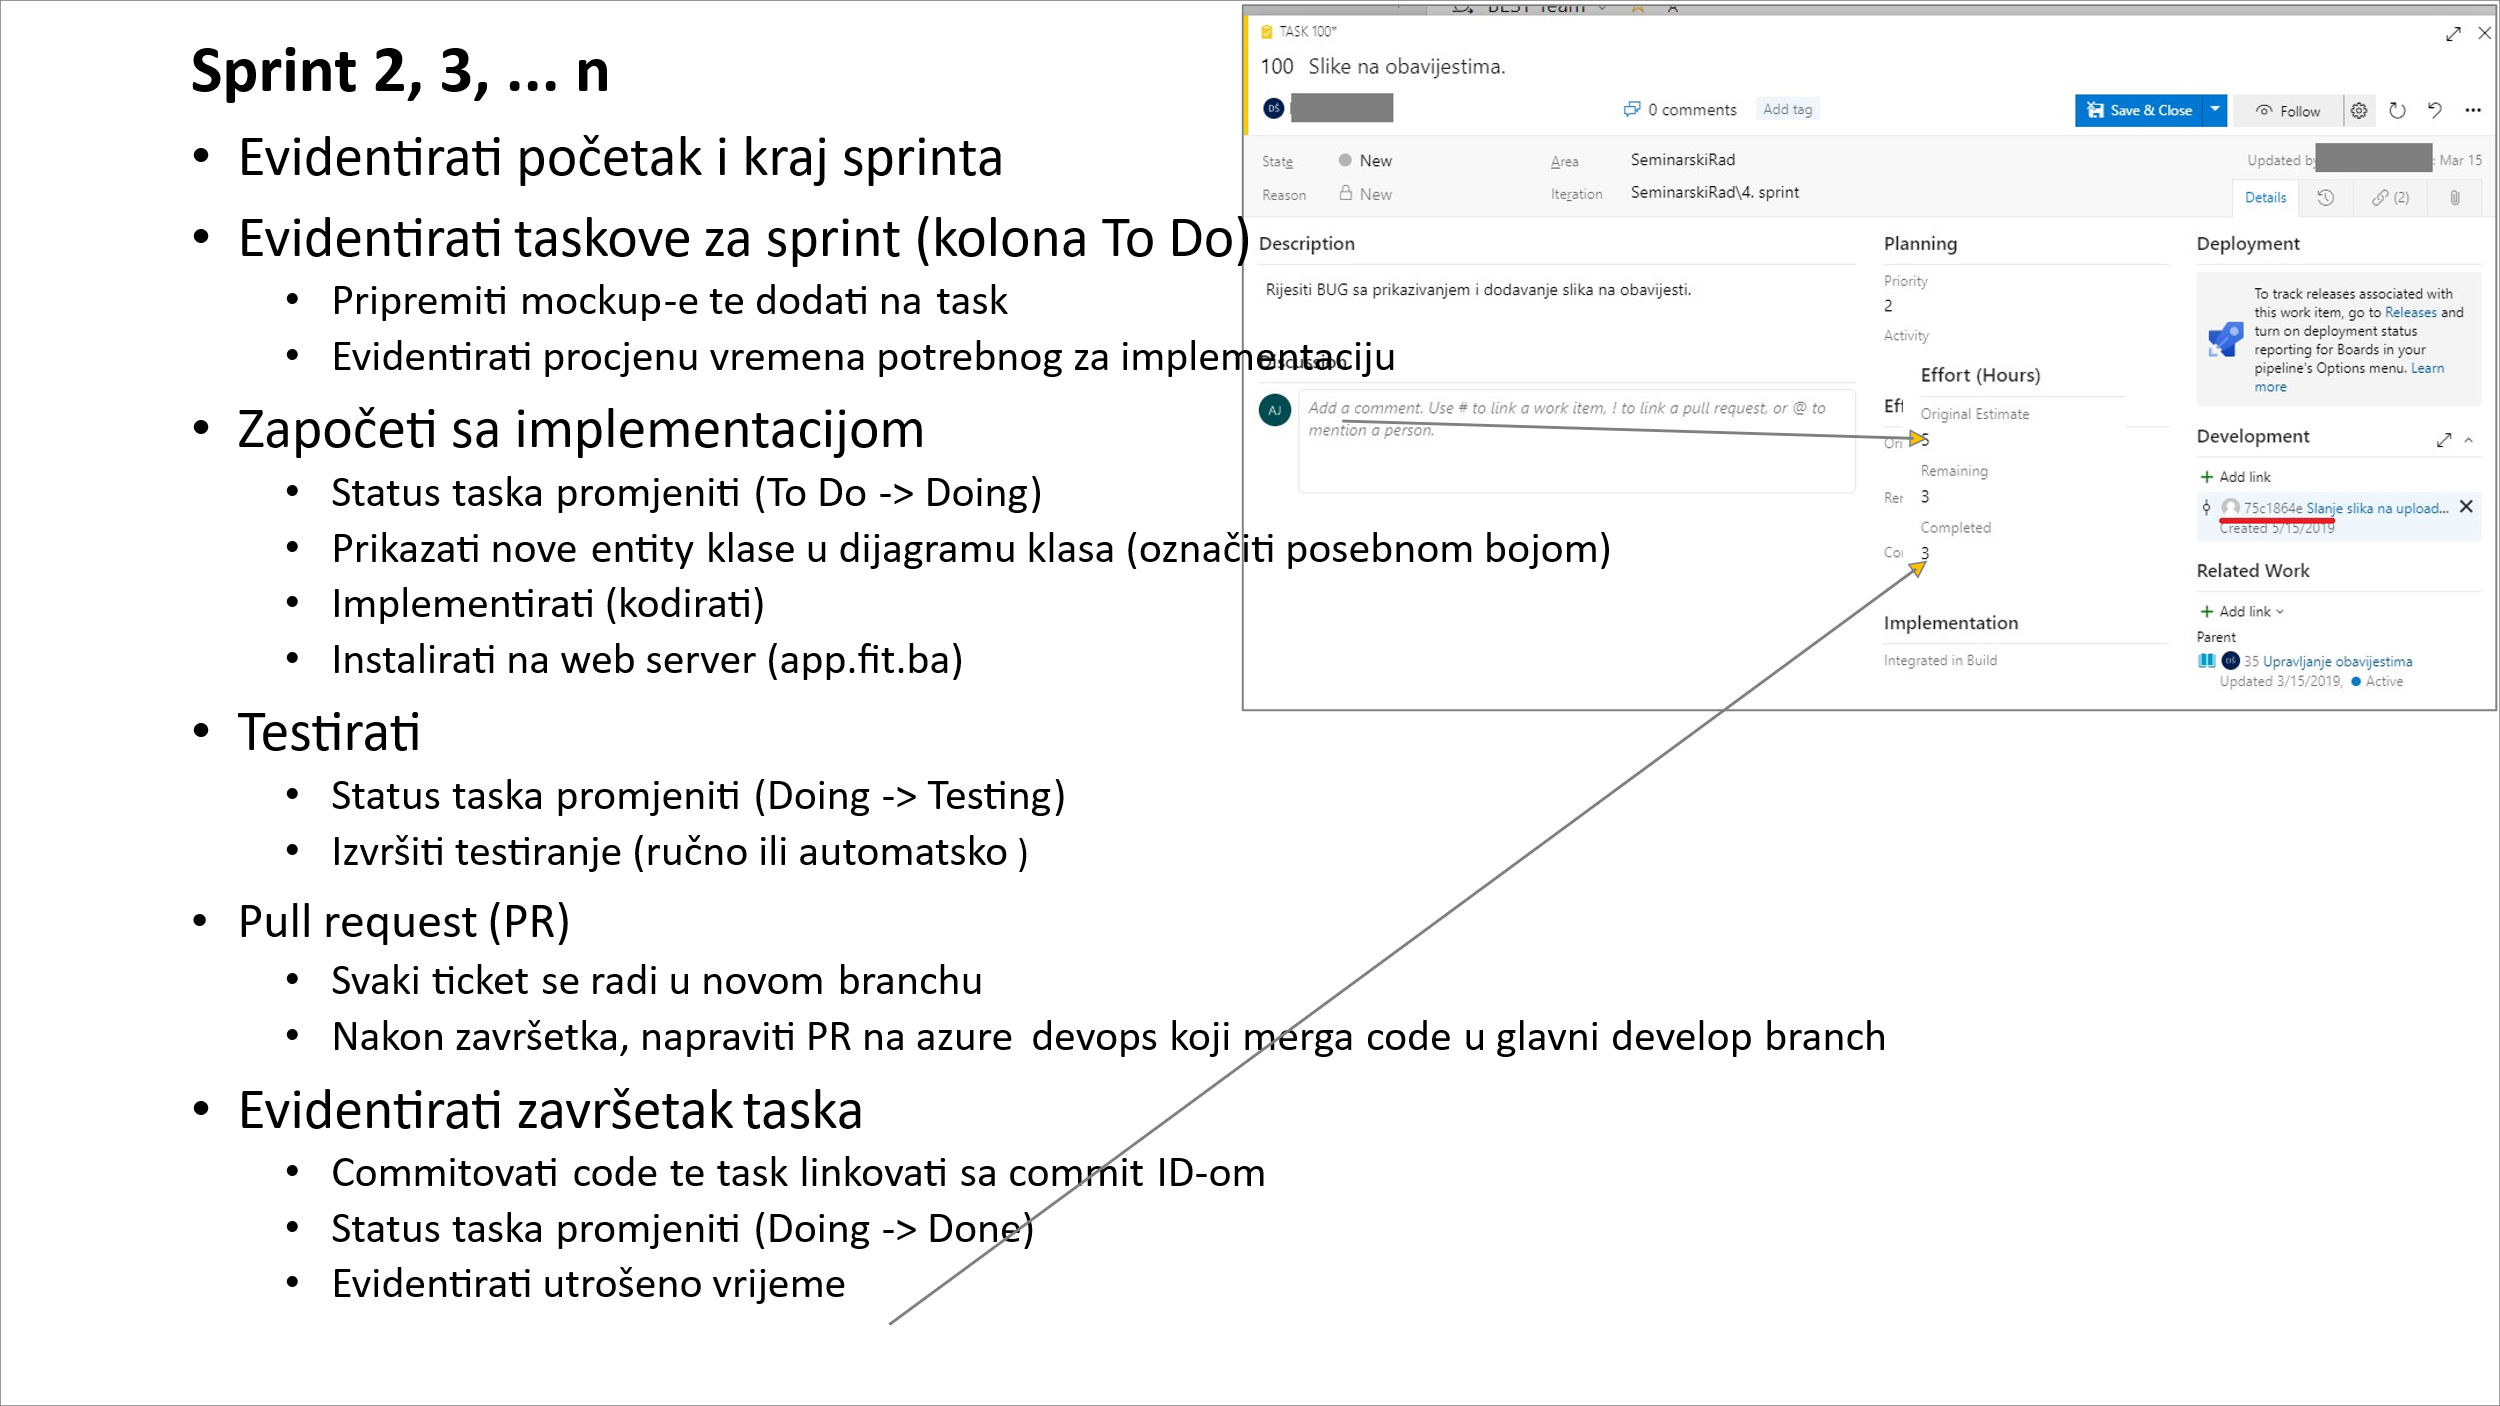 Sprint 2, 3, ... n
• Evidentirati početak i kraj sprinta
• Evidentirati taskove za sprint (kolona To Do)
• Pripremiti mockup-e te dodati na task
• Evidentirati procjenu vremena potrebnog za implementaciju
• Započeti sa implementacijom
• Status taska promjeniti (To Do -> Doing)
• Prikazati nove entity klase u dijagramu klasa (označiti posebnom bojom)
• Implementirati (kodirati)
• Instalirati na web server (app.fit.ba)
• Testirati
• Status taska promjeniti (Doing -> Testing)
• Izvršiti testiranje (ručno ili automatsko )
• Pull request (PR)
• Svaki ticket se radi u novom branchu
• Nakon završetka, napraviti PR na azure devops koji merga code u glavni develop branch
• Evidentirati završetak taska
• Commitovati code te task linkovati sa commit ID-om
• Status taska promjeniti (Doing -> Done)
• Evidentirati utrošeno vrijeme
BEST Team
TASK 100*
100 Slike na obavijestima.
DŠ
0 comments
Add tag
Save & Close
Follow
State
New
Area
SeminarskiRad
Updated by
: Mar 15
Reason
New
Iteration
SeminarskiRad\4. sprint
Details
(2)
Description
Rijesiti BUG sa prikazivanjem i dodavanje slika na obavijesti.
Discussion
AJ
Add a comment. Use # to link a work item, ! to link a pull request, or @ to
mention a person.
Planning
Priority
2
Activity
Effort (Hours)
Original Estimate
5
Remaining
3
Completed
3
Implementation
Integrated in Build
Deployment
To track releases associated with
this work item, go to Releases and
turn on deployment status
reporting for Boards in your
pipeline's Options menu. Learn
more
Development
Add link
75c1864e Slanje slika na upload...
Created 5/15/2019
Related Work
Add link
Parent
DŠ 35 Upravljanje obavijestima
Updated 3/15/2019, Active